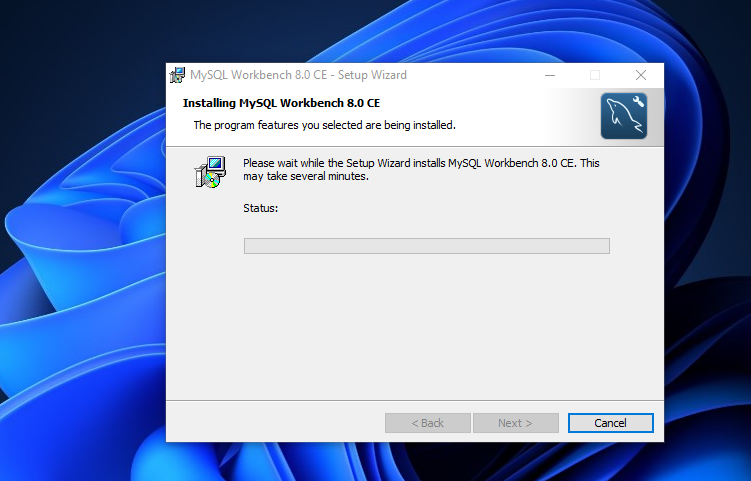 MySQL Workbench 8.0 CE - Setup Wizard
Installing MySQL Workbench 8.0 CE
The program features you selected are being installed.
Please wait while the Setup Wizard installs MySQL Workbench 8.0 CE. This
may take several minutes.
Status:
< Back
Next >
Cancel